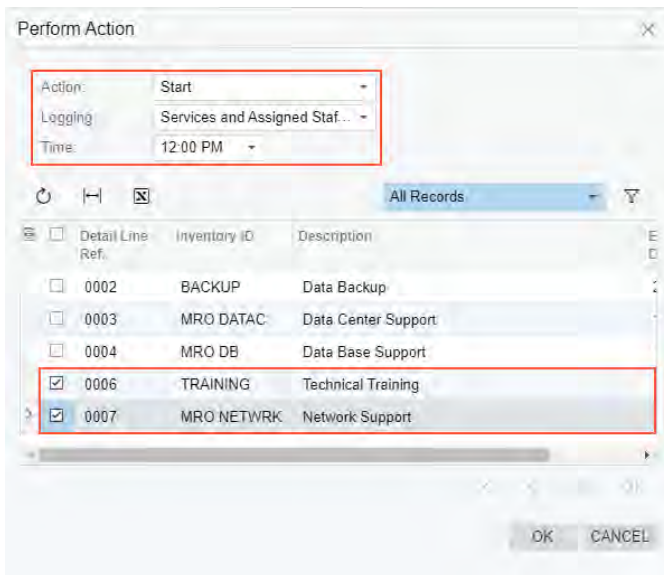 Perform Action
Action: Start
Logging Services and Assigned Staf...
Time: 12:00 PM
All Records
Detail Line Ref. Inventory ID Description
0002 BACKUP Data Backup
0003 MRO DATAC Data Center Support
0004 MRO DB Data Base Support
0006 TRAINING Technical Training
0007 MRO NETWRK Network Support
OK CANCEL